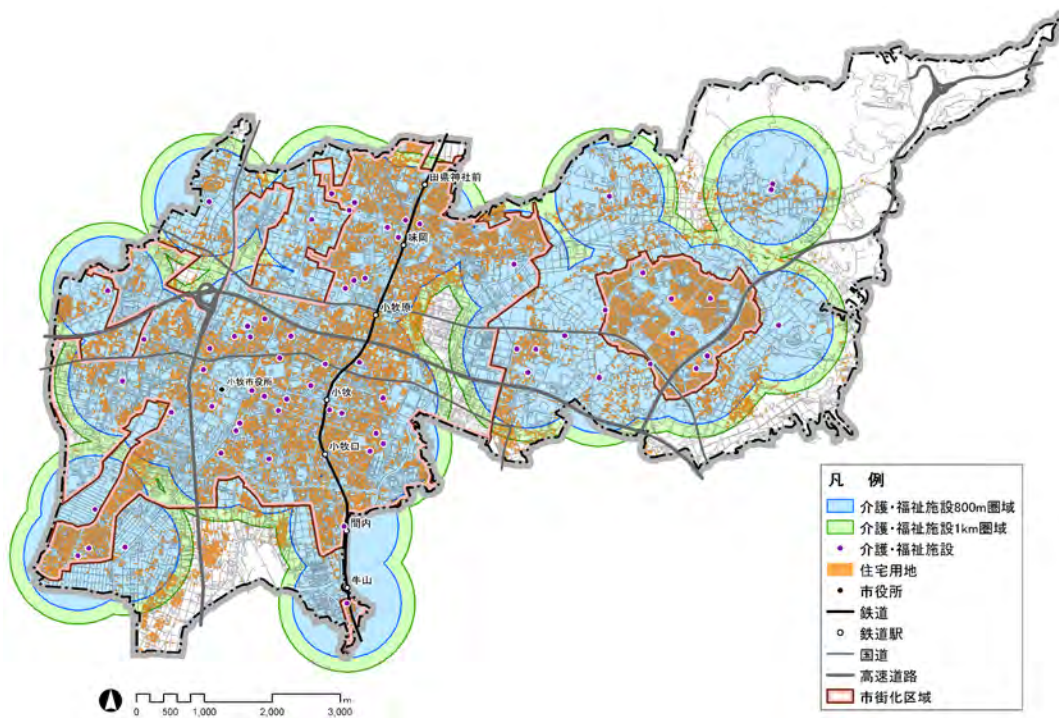 田県神社前
味岡
小牧原
小牧市役所
小牧
小牧口
間内
牛山
凡 例
介護・福祉施設800m圏域
介護・福祉施設1km圏域
介護・福祉施設
住宅用地
市役所
鉄道
鉄道駅
国道
高速道路
市街化区域
0 500 1,000 2,000 3,000 m